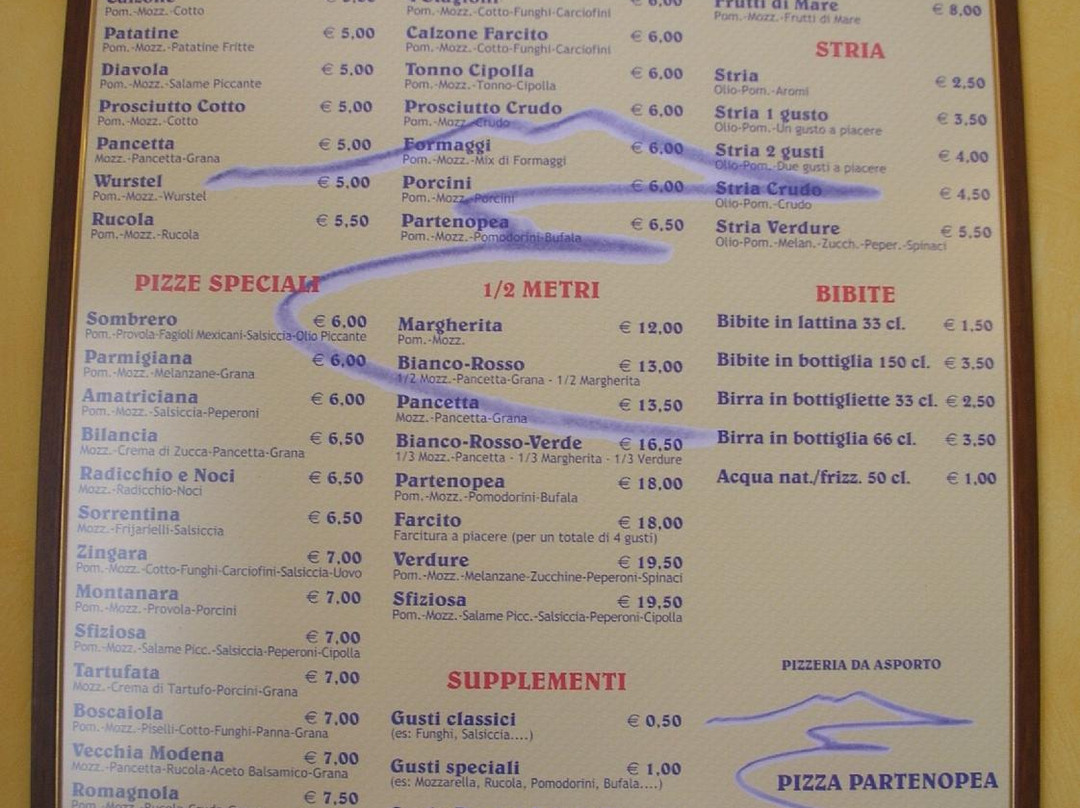 Calzone
Pom.-Mozz.-Cotto
Patatine € 5,00
Pom.-Mozz.-Patatine Fritte
Diavola € 5,00
Pom.-Mozz.-Salame Piccante
Prosciutto Cotto € 5,00
Pom.-Mozz.-Cotto
Pancetta € 5,00
Mozz.-Pancetta-Grana
Wurstel € 5,00
Pom.-Mozz.-Wurstel
Rucola € 5,50
Pom.-Mozz.-Rucola
PIZZE SPECIALI
Sombrero € 6,00
Pom.-Provola-Fagioli Mexicani-Salsiccia-Olio Piccante
Parmigiana € 6,00
Pom.-Mozz.-Melanzane-Grana
Amatriciana € 6,00
Pom.-Mozz.-Salsiccia-Peperoni
Bilancia € 6,50
Mozz.-Crema di Zucca-Pancetta-Grana
Radicchio e Noci € 6,50
Mozz.-Radicchio-Noci
Sorrentina € 6,50
Mozz.-Frijarielli-Salsiccia
Zingara € 7,00
Pom.-Mozz.-Cotto-Funghi-Carciofini-Salsiccia-Uovo
Montanara € 7,00
Pom.-Mozz.-Provola-Porcini
Sfiziosa € 7,00
Pom.-Mozz.-Salame Picc.-Salsiccia-Peperoni-Cipolla
Tartufata € 7,00
Mozz.-Crema di Tartufo-Porcini-Grana
Boscaiola € 7,00
Pom.-Mozz.-Piselli-Cotto-Funghi-Panna-Grana
Vecchia Modena € 7,00
Mozz.-Pancetta-Rucola-Aceto Balsamico-Grana
Romagnola € 7,50
4 Stagioni € 6,00
Pom.-Mozz.-Cotto-Funghi-Carciofini
Calzone Farcito € 6,00
Pom.-Mozz.-Cotto-Funghi-Carciofini
Tonno Cipolla € 6,00
Pom.-Mozz.-Tonno-Cipolla
Prosciutto Crudo € 6,00
Pom.-Mozz.-Crudo
Formaggi € 6,00
Pom.-Mozz.-Mix di Formaggi
Porcini € 6,00
Pom.-Mozz.-Porcini
Partenopea € 6,50
Pom.-Mozz.-Pomodorini-Bufala
1/2 METRI
Margherita € 12,00
Pom.-Mozz.
Bianco-Rosso € 13,00
1/2 Mozz.-Pancetta-Grana - 1/2 Margherita
Pancetta € 13,50
Mozz.-Pancetta-Grana
Bianco-Rosso-Verde € 16,50
1/3 Mozz.-Pancetta - 1/3 Margherita - 1/3 Verdure
Partenopea € 18,00
Pom.-Mozz.-Pomodorini-Bufala
Farcito € 18,00
Farcitura a piacere (per un totale di 4 gusti)
Verdure € 19,50
Pom.-Mozz.-Melanzane-Zucchine-Peperoni-Spinaci
Sfiziosa € 19,50
Pom.-Mozz.-Salame Picc.-Salsiccia-Peperoni-Cipolla
SUPPLEMENTI
Gusti classici € 0,50
(es: Funghi, Salsiccia....)
Gusti speciali € 1,00
(es: Mozzarella, Rucola, Pomodorini, Bufala....)
Frutti di Mare € 8,00
Pom.-Mozz.-Frutti di Mare
STRIA
Stria € 2,50
Olio-Pom.-Aromi
Stria 1 gusto € 3,50
Olio-Pom.-Un gusto a piacere
Stria 2 gusti € 4,00
Olio-Pom.-Due gusti a piacere
Stria Crudo € 4,50
Olio-Pom.-Crudo
Stria Verdure € 5,50
Olio-Pom.-Melan.-Zucch.-Peper.-Spinaci
BIBITE
Bibite in lattina 33 cl. € 1,50
Bibite in bottiglia 150 cl. € 3,50
Birra in bottigliette 33 cl. € 2,50
Birra in bottiglia 66 cl. € 3,50
Acqua nat./frizz. 50 cl. € 1,00
PIZZERIA DA ASPORTO
PIZZA PARTENOPEA